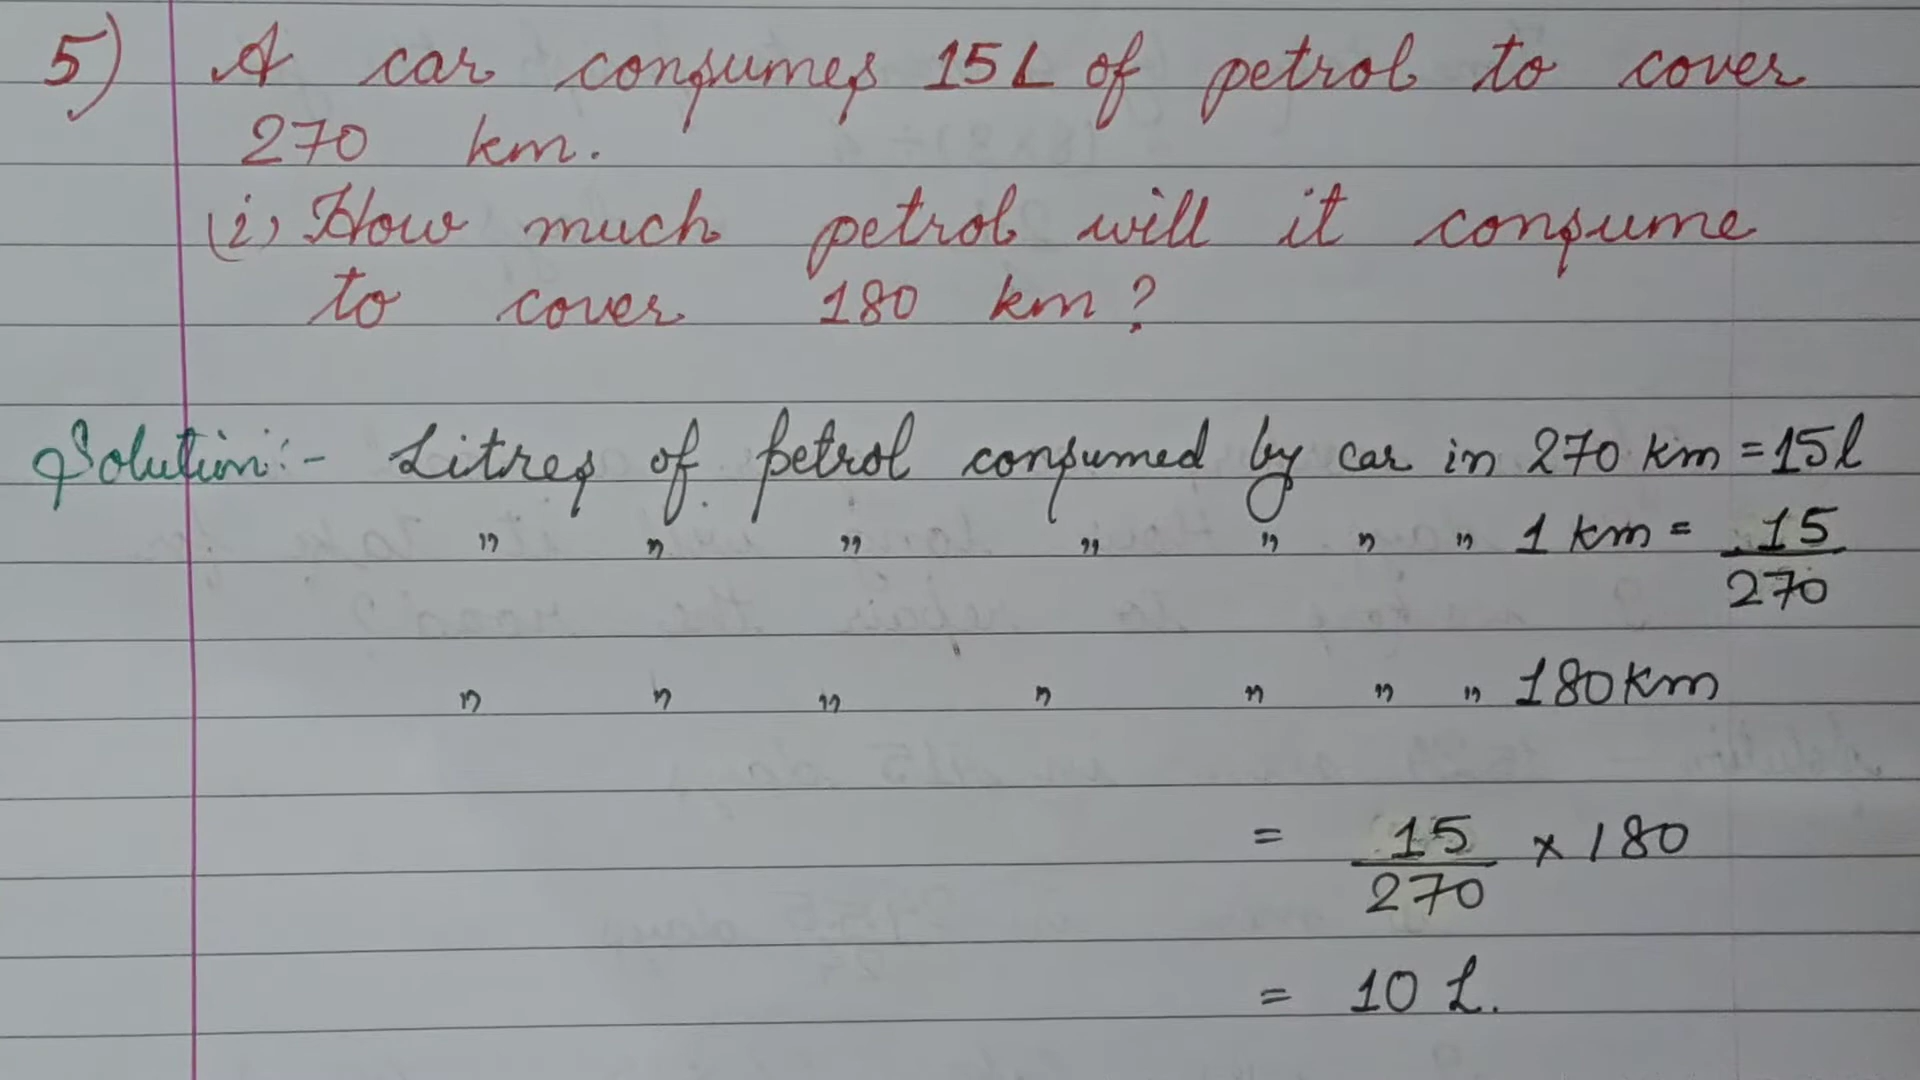 5) A car consumes 15L of petrol to cover
270 km.
(i) How much petrol will it consume
to cover 180 km?
Solution:- Litres of petrol consumed by car in 270 km = 15l
" " " " " " " 1 km = 15/270
" " " " " " " 180km
= 15/270 × 180
= 10 L.